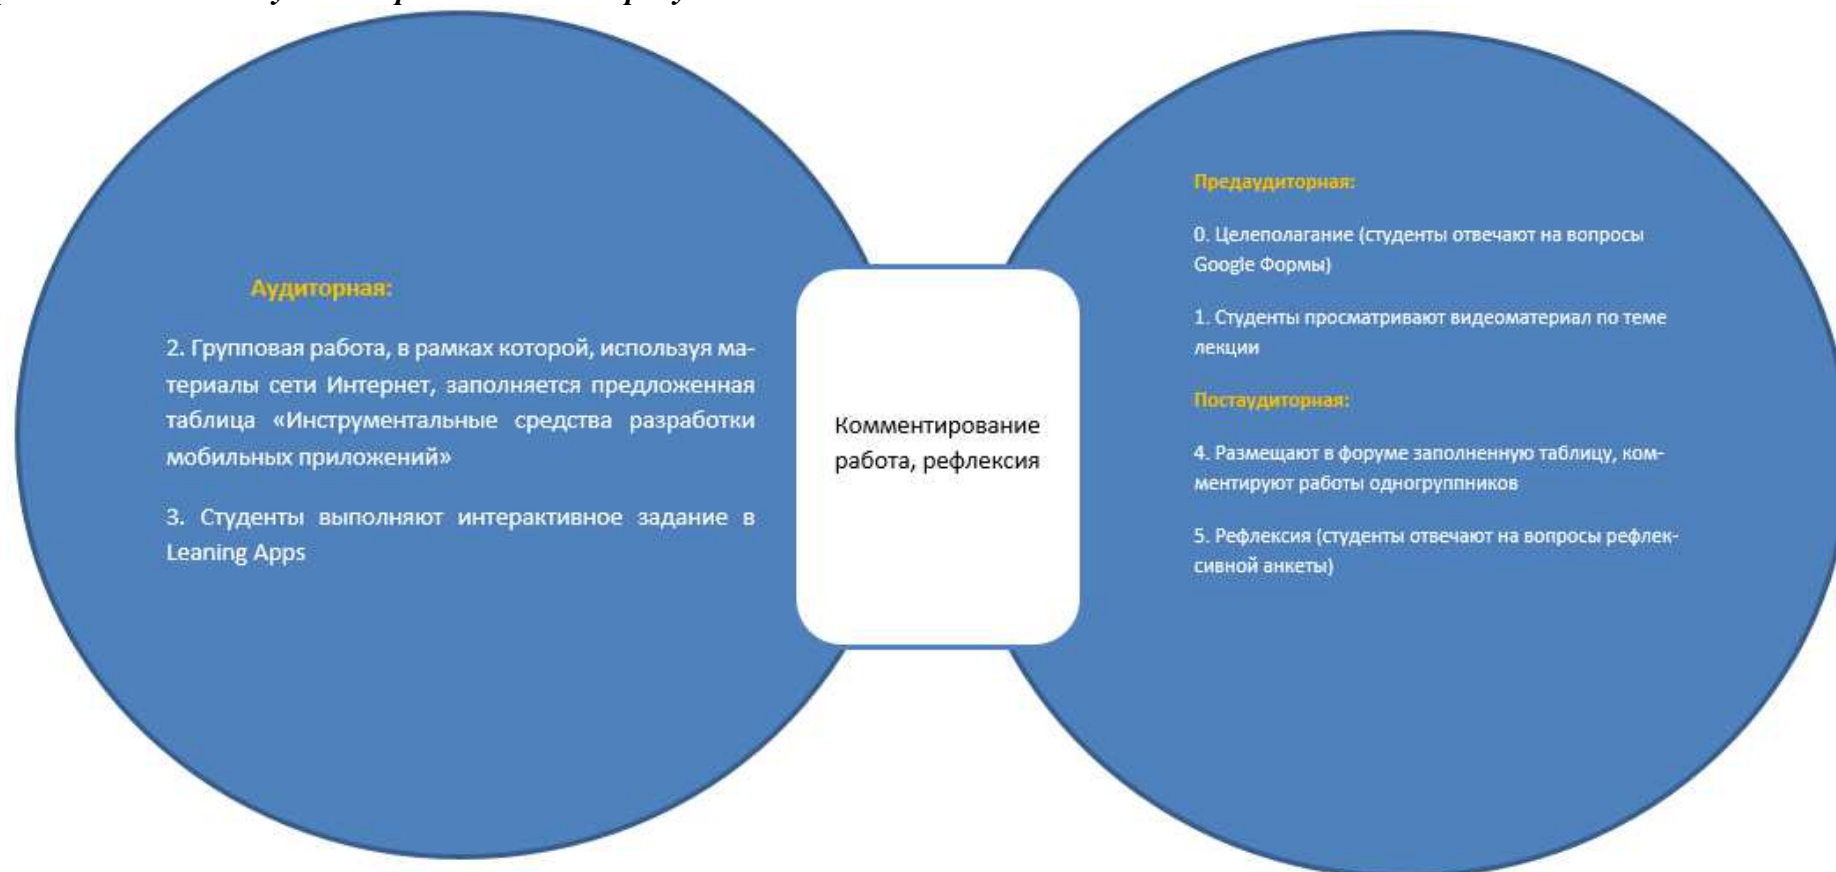 Аудиторная:
2. Групповая работа, в рамках которой, используя ма-
териалы сети Интернет, заполняется предложенная
таблица «Инструментальные средства разработки
мобильных приложений»
3. Студенты выполняют интерактивное задание в
Leaning Apps
Комментирование
работа, рефлексия
Предаудиторная:
0. Целеполагание (студенты отвечают на вопросы
Google Формы)
1. Студенты просматривают видеоматериал по теме
лекции
Постаудиторная:
4. Размещают в форуме заполненную таблицу, ком-
ментируют работы одногруппников
5. Рефлексия (студенты отвечают на вопросы рефлек-
сивной анкеты)